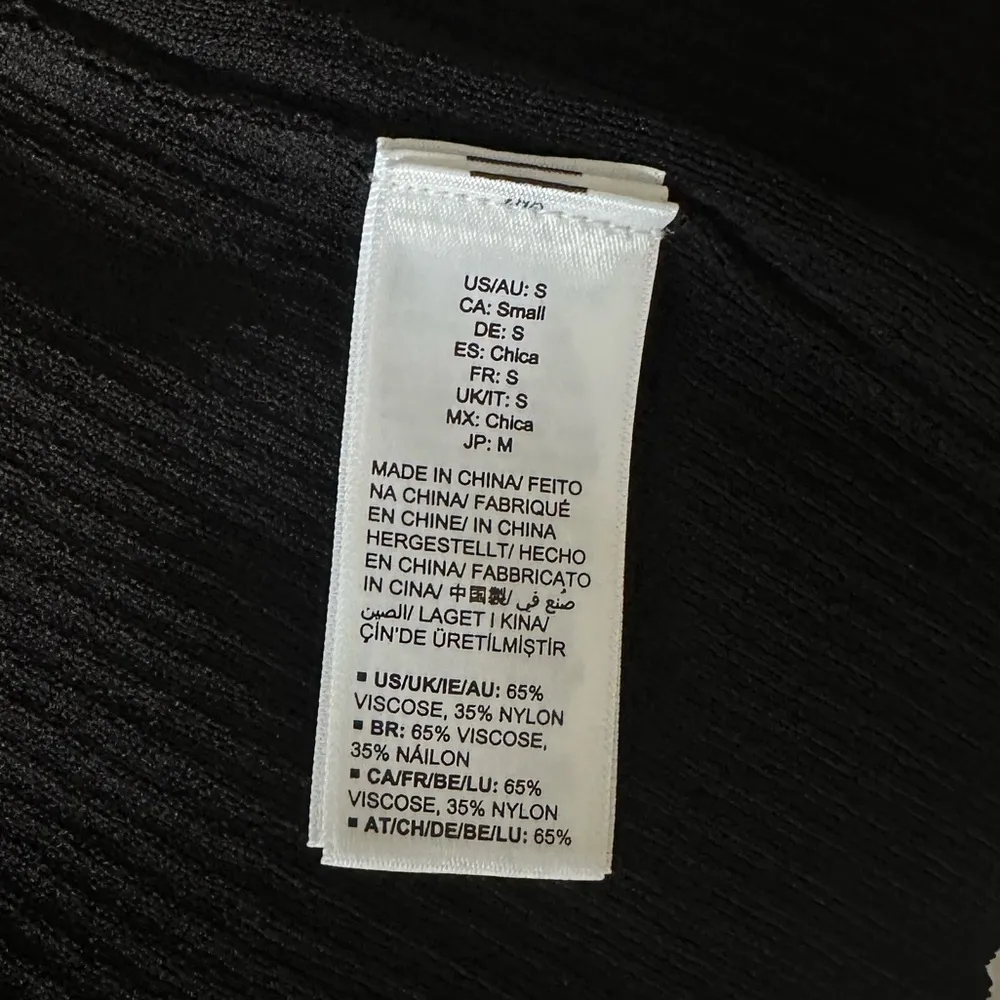 US/AU: S
CA: Small
DE: S
ES: Chica
FR: S
UK/IT: S
MX: Chica
JP: M
MADE IN CHINA/ FEITO
NA CHINA/ FABRIQUÉ
EN CHINE/ IN CHINA
HERGESTELLT/ HECHO
EN CHINA/ FABBRICATO
IN CINA/ 中国製/ صُنع في
الصين/ LAGET I KINA/
ÇİN'DE ÜRETİLMİŞTİR
▪ US/UK/IE/AU: 65%
VISCOSE, 35% NYLON
▪ BR: 65% VISCOSE,
35% NÁILON
▪ CA/FR/BE/LU: 65%
VISCOSE, 35% NYLON
▪ AT/CH/DE/BE/LU: 65%